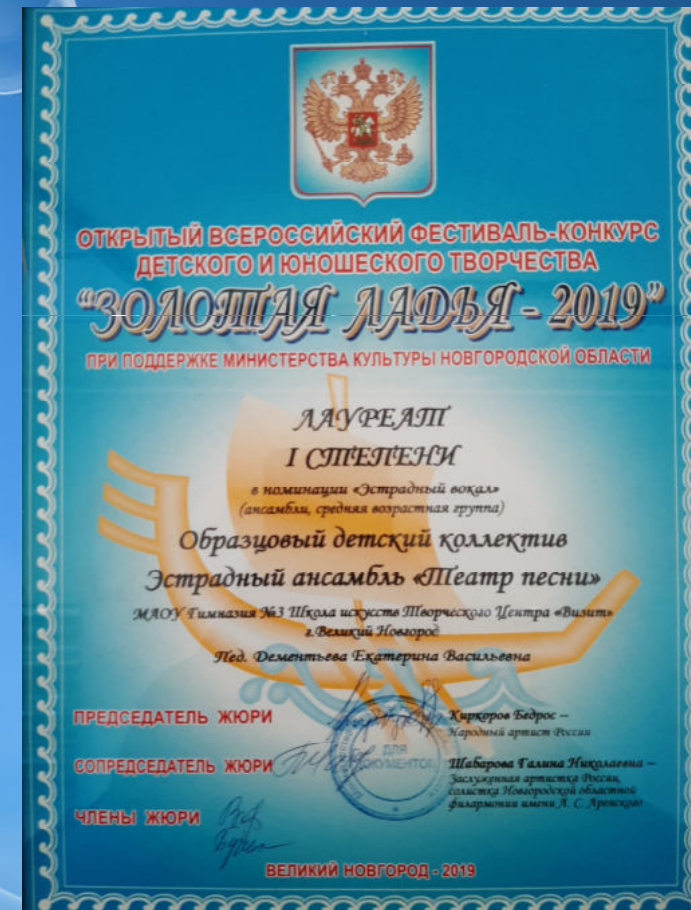 ОТКРЫТЫЙ ВСЕРОССИЙСКИЙ ФЕСТИВАЛЬ-КОНКУРС
ДЕТСКОГО И ЮНОШЕСКОГО ТВОРЧЕСТВА
"ЗОЛОТАЯ ЛАДЬЯ - 2019"
ПРИ ПОДДЕРЖКЕ МИНИСТЕРСТВА КУЛЬТУРЫ НОВГОРОДСКОЙ ОБЛАСТИ
ЛАУРЕАТ
I СТЕПЕНИ
в номинации «Эстрадный вокал»
(ансамбли, средняя возрастная группа)
Образцовый детский коллектив
Эстрадный ансамбль «Театр песни»
МАОУ Гимназия №3 Школа искусств Творческого Центра «Визит»
г.Великий Новгород
Пед. Дементьева Екатерина Васильевна
ПРЕДСЕДАТЕЛЬ ЖЮРИ
Киркоров Бедрос –
Народный артист России
ДЛЯ
ДОКУМЕНТОВ
СОПРЕДСЕДАТЕЛЬ ЖЮРИ
Шабарова Галина Николаевна –
Заслуженная артистка России,
солистка Новгородской областной
филармонии имени А. С. Аренского
ЧЛЕНЫ ЖЮРИ
ВЕЛИКИЙ НОВГОРОД - 2019